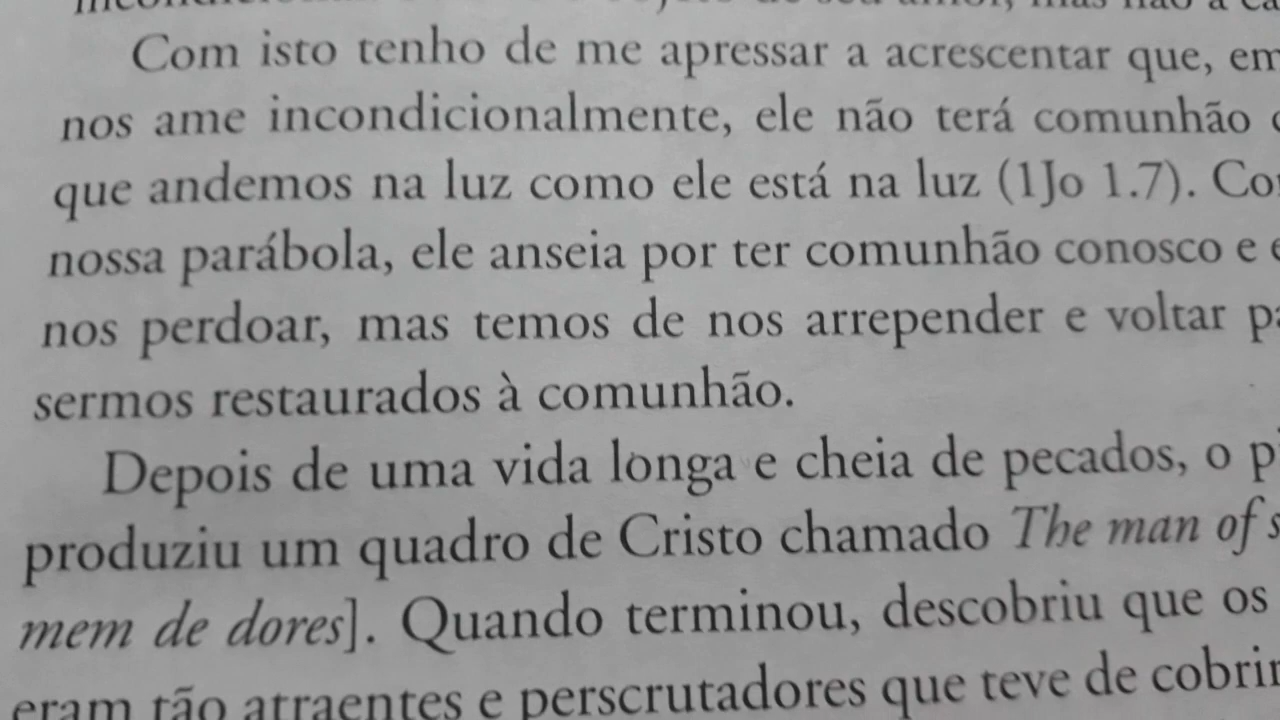 Com isto tenho de me apressar a acrescentar que, em
nos ame incondicionalmente, ele não terá comunhão
que andemos na luz como ele está na luz (1Jo 1.7).
nossa parábola, ele anseia por ter comunhão conosco e
nos perdoar, mas temos de nos arrepender e voltar
sermos restaurados à comunhão.
Depois de uma vida longa e cheia de pecados, o
produziu um quadro de Cristo chamado The man of
mem de dores]. Quando terminou, descobriu que os
eram tão atraentes e perscrutadores que teve de cobrir